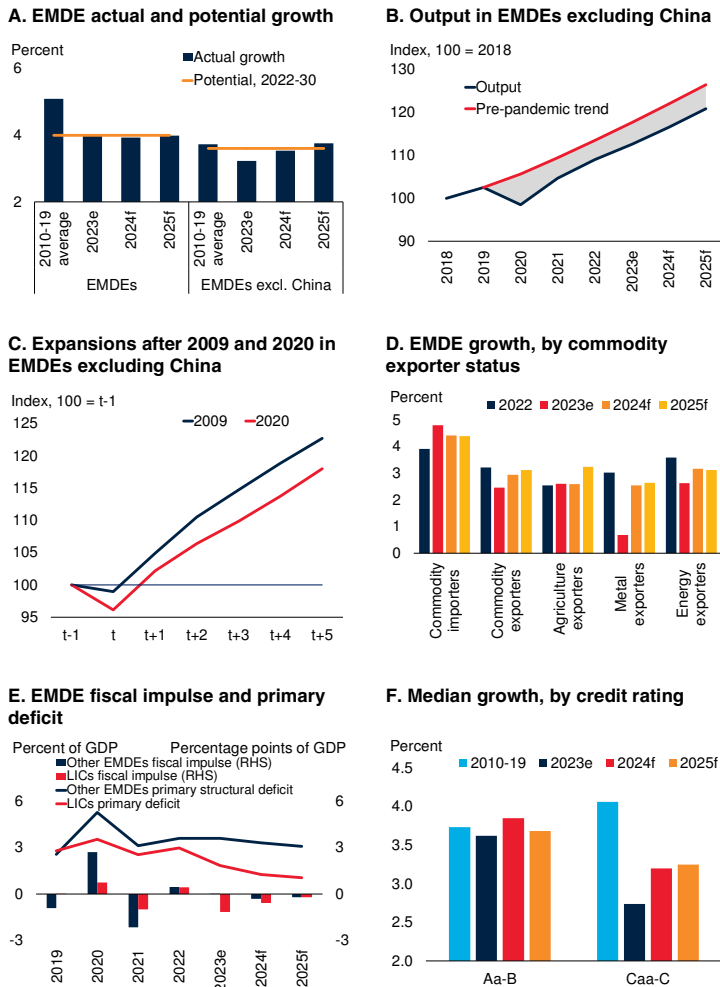 A. EMDE actual and potential growth
Percent
6
4
2
Actual growth
Potential, 2022-30
2010-19
average
2023e
2024f
2025f
2010-19
average
2023e
2024f
2025f
EMDEs
EMDEs excl. China
B. Output in EMDEs excluding China
Index, 100 = 2018
130
120
110
100
90
Output
Pre-pandemic trend
2018
2019
2020
2021
2022
2023e
2024f
2025f
C. Expansions after 2009 and 2020 in
EMDEs excluding China
Index, 100 = t-1
125
120
115
110
105
100
95
2009
2020
t-1
t
t+1
t+2
t+3
t+4
t+5
D. EMDE growth, by commodity
exporter status
Percent
5
4
3
2
1
0
2022
2023e
2024f
2025f
Commodity
importers
Commodity
exporters
Agriculture
exporters
Metal
exporters
Energy
exporters
E. EMDE fiscal impulse and primary
deficit
Percent of GDP
Percentage points of GDP
Other EMDEs fiscal impulse (RHS)
LICs fiscal impulse (RHS)
Other EMDEs primary structural deficit
LICs primary deficit
6
3
0
-3
6
3
0
-3
2019
2020
2021
2022
2023e
2024f
2025f
F. Median growth, by credit rating
Percent
4.5
4.0
3.5
3.0
2.5
2.0
2010-19
2023e
2024f
2025f
Aa-B
Caa-C